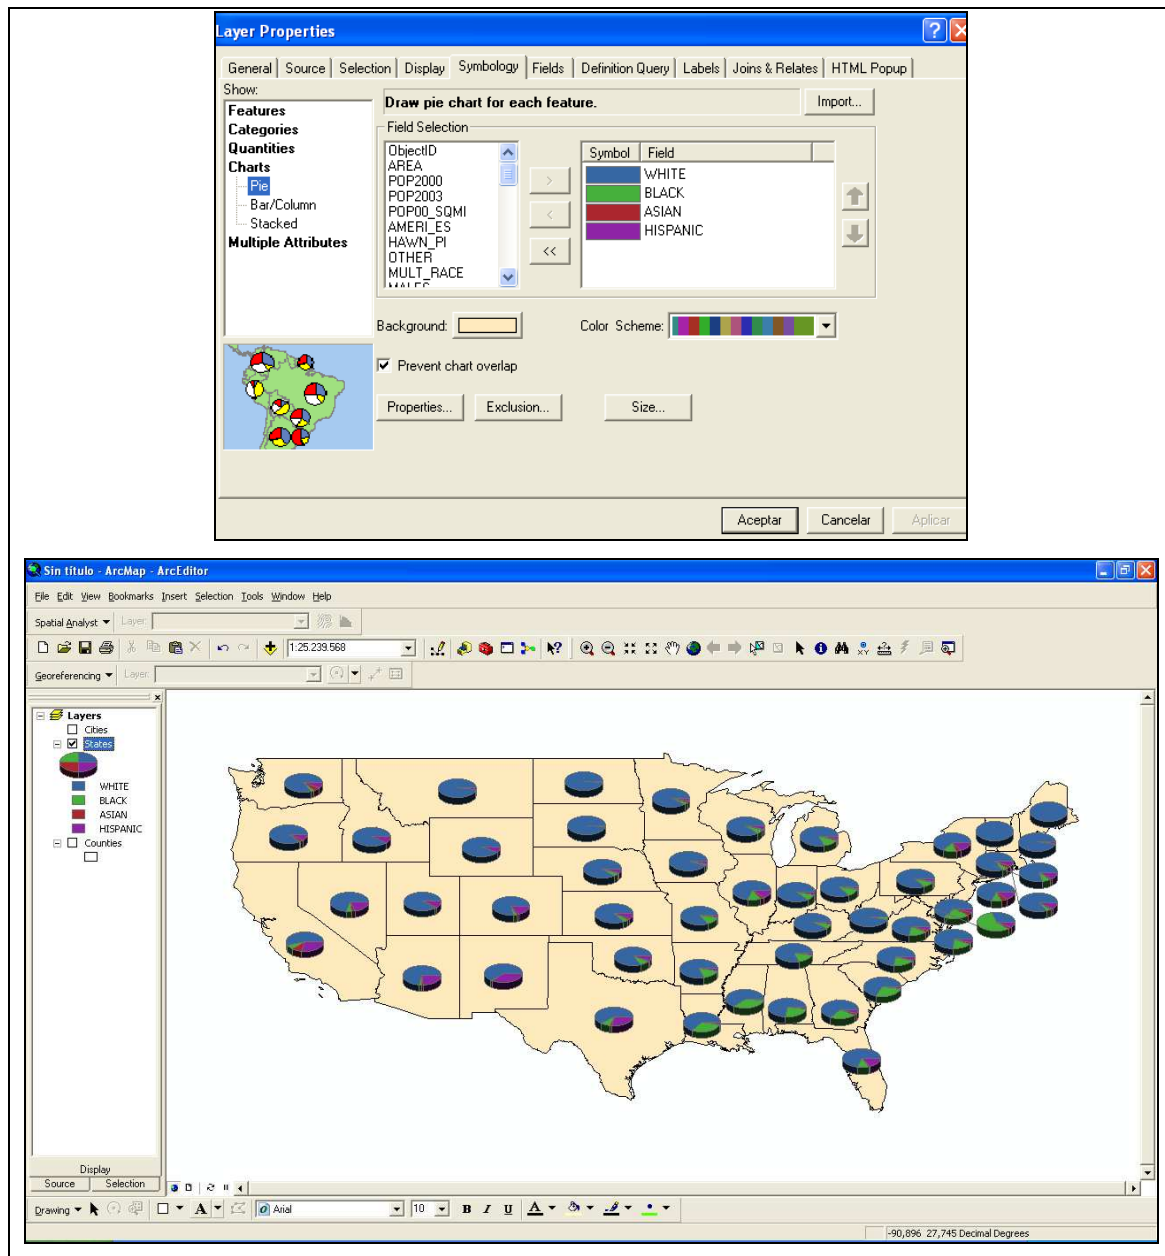 Layer Properties
General Source Selection Display Symbology Fields Definition Query Labels Joins & Relates HTML Popup
Show:
Features
Categories
Quantities
Charts
Pie
Bar/Column
Stacked
Multiple Attributes
Draw pie chart for each feature.
Import...
Field Selection
ObjectID
AREA
POP2000
POP2003
POP00_SQMI
AMERI_ES
HAWN_PI
OTHER
MULT_RACE
MALES
>
<
<<
Symbol Field
WHITE
BLACK
ASIAN
HISPANIC
Background:
Color Scheme:
Prevent chart overlap
Properties... Exclusion... Size...
Aceptar Cancelar Aplicar
Sin título - ArcMap - ArcEditor
File Edit View Bookmarks Insert Selection Tools Window Help
Spatial Analyst Layer:
1:25.239.568
Georeferencing Layer:
Layers
Cities
States
WHITE
BLACK
ASIAN
HISPANIC
Counties
Display
Source Selection
Drawing A Arial 10 B I U A
-90,896 27,745 Decimal Degrees